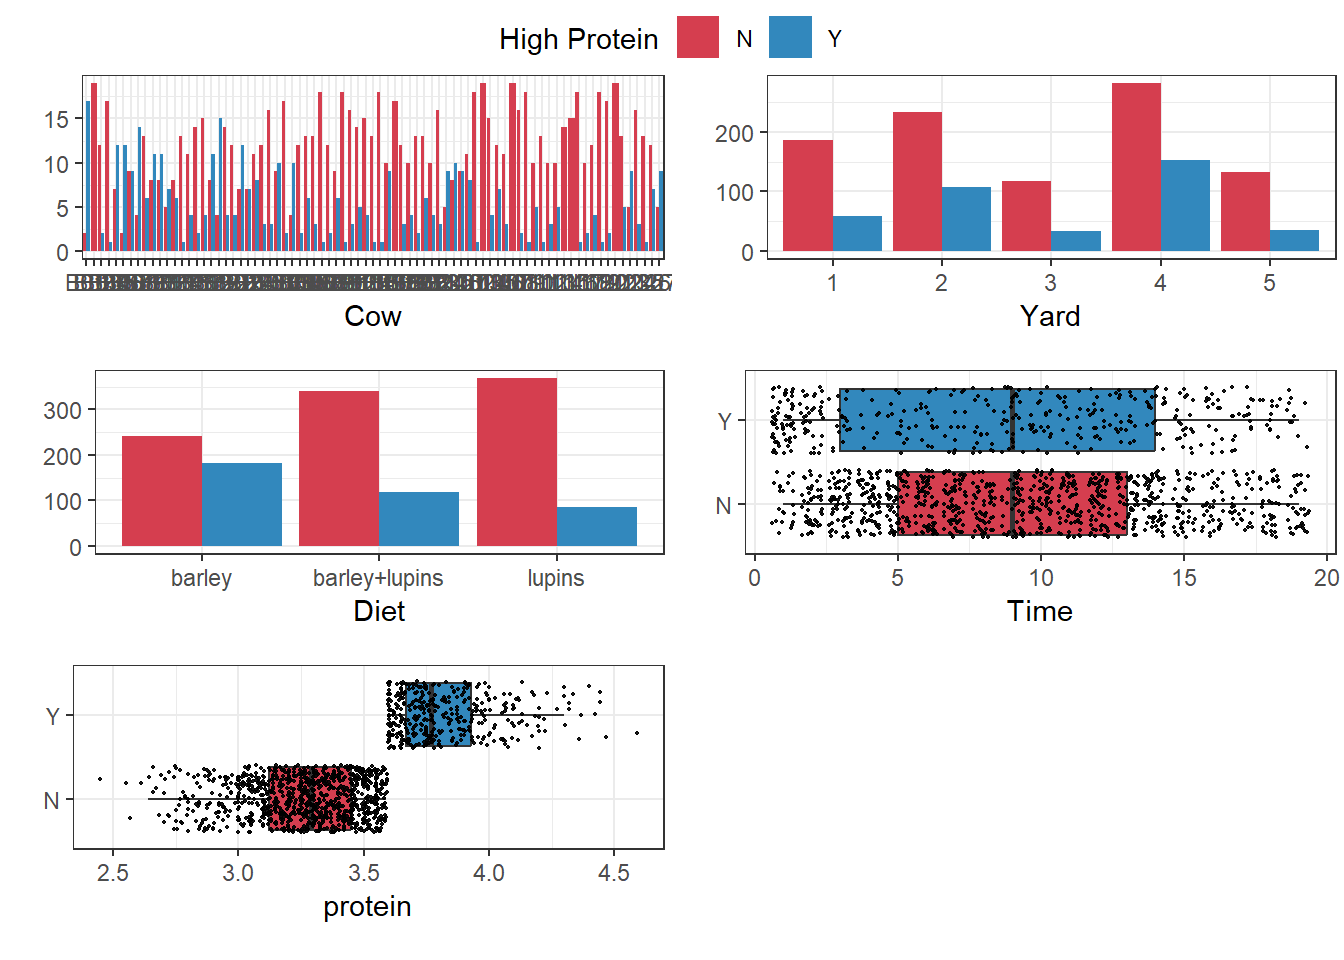 High Protein N Y
15
10
5
0
Cow
200
100
0
1 2 3 4 5
Yard
300
200
100
0
barley barley+lupins lupins
Diet
Y
N
0 5 10 15 20
Time
Y
N
2.5 3.0 3.5 4.0 4.5
protein